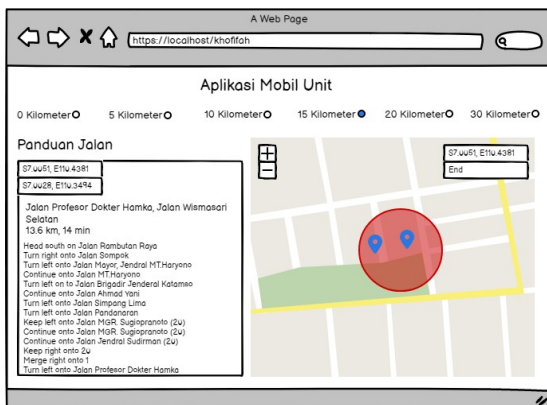 A Web Page
https://localhost/khofifah
Aplikasi Mobil Unit
0 Kilometer
5 Kilometer
10 Kilometer
15 Kilometer
20 Kilometer
30 Kilometer
Panduan Jalan
S7.0051, E110.4381
S7.0028, E110.3494
Jalan Profesor Dokter Hamka, Jalan Wismasari
Selatan
13.6 km, 14 min
Head south on Jalan Rambutan Raya
Turn right onto Jalan Sompok
Turn left onto Jalan Mayor, Jendral MT.Haryono
Continue onto Jalan MT.Haryono
Turn left on to Jalan Brigadir Jenderal Katamso
Continue onto Jalan Ahmad Yani
Turn left onto Jalan Simpang Lima
Turn left onto Jalan Pandanaran
Keep left onto Jalan MGR. Sugiopranoto (20)
Continue onto Jalan MGR. Sugiopranoto (20)
Continue onto Jalan Jendral Sudirman (20)
Keep right onto 20
Merge right onto 1
Turn left onto Jalan Profesor Dokter Hamka
S7.0051, E110.4381
End